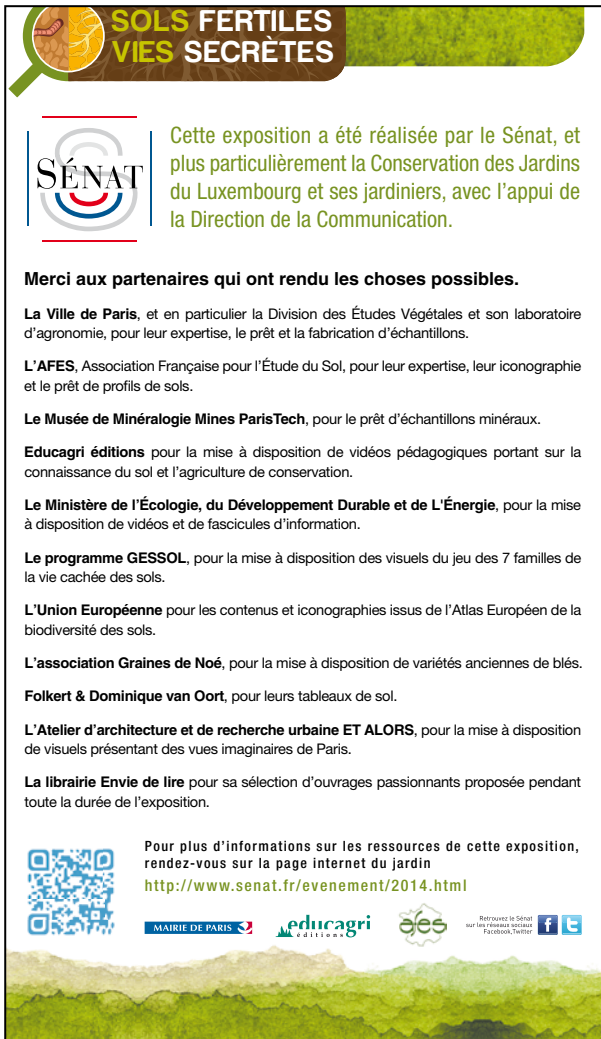 SOLS FERTILES
VIES SECRÈTES
SÉNAT
Cette exposition a été réalisée par le Sénat, et
plus particulièrement la Conservation des Jardins
du Luxembourg et ses jardiniers, avec l'appui de
la Direction de la Communication.
Merci aux partenaires qui ont rendu les choses possibles.
La Ville de Paris, et en particulier la Division des Études Végétales et son laboratoire
d'agronomie, pour leur expertise, le prêt et la fabrication d'échantillons.
L'AFES, Association Française pour l'Étude du Sol, pour leur expertise, leur iconographie
et le prêt de profils de sols.
Le Musée de Minéralogie Mines ParisTech, pour le prêt d'échantillons minéraux.
Educagri éditions pour la mise à disposition de vidéos pédagogiques portant sur la
connaissance du sol et l'agriculture de conservation.
Le Ministère de l'Écologie, du Développement Durable et de L'Énergie, pour la mise
à disposition de vidéos et de fascicules d'information.
Le programme GESSOL, pour la mise à disposition des visuels du jeu des 7 familles de
la vie cachée des sols.
L'Union Européenne pour les contenus et iconographies issus de l'Atlas Européen de la
biodiversité des sols.
L'association Graines de Noé, pour la mise à disposition de variétés anciennes de blés.
Folkert & Dominique van Oort, pour leurs tableaux de sol.
L'Atelier d'architecture et de recherche urbaine ET ALORS, pour la mise à disposition
de visuels présentant des vues imaginaires de Paris.
La librairie Envie de lire pour sa sélection d'ouvrages passionnants proposée pendant
toute la durée de l'exposition.
Pour plus d'informations sur les ressources de cette exposition,
rendez-vous sur la page internet du jardin
http://www.senat.fr/evenement/2014.html
MAIRIE DE PARIS
educagri
éditions
afes
Retrouvez le Sénat
sur les réseaux sociaux
Facebook,Twitter